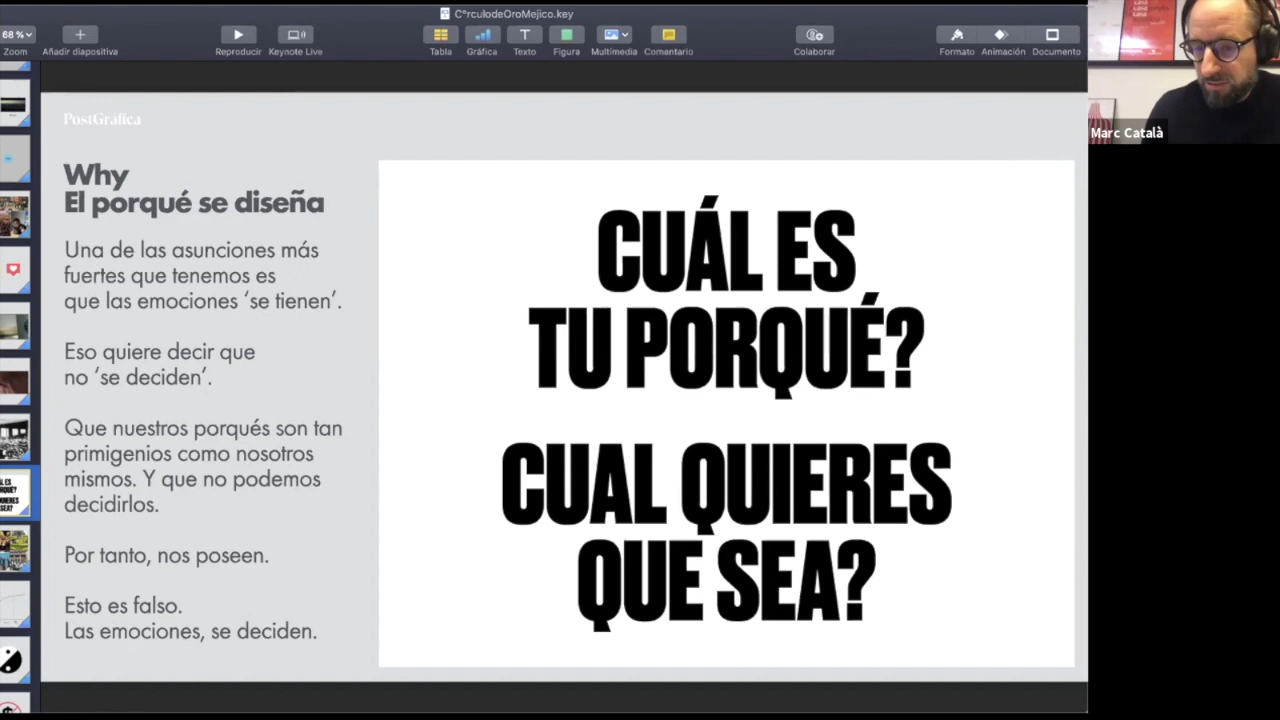 C°rculodeOroMejico.key
68 %
Zoom
Añadir diapositiva
Reproducir
Keynote Live
Tabla
Gráfica
Texto
Figura
Multimedia
Comentario
Colaborar
Formato
Animación
Documento
Marc Català
PostGrafica
Why
El porqué se diseña
Una de las asunciones más
fuertes que tenemos es
que las emociones ‘se tienen’.
Eso quiere decir que
no ‘se deciden’.
Que nuestros porqués son tan
primigenios como nosotros
mismos. Y que no podemos
decidirlos.
Por tanto, nos poseen.
Esto es falso.
Las emociones, se deciden.
CUÁL ES
TU PORQUÉ?
CUAL QUIERES
QUE SEA?